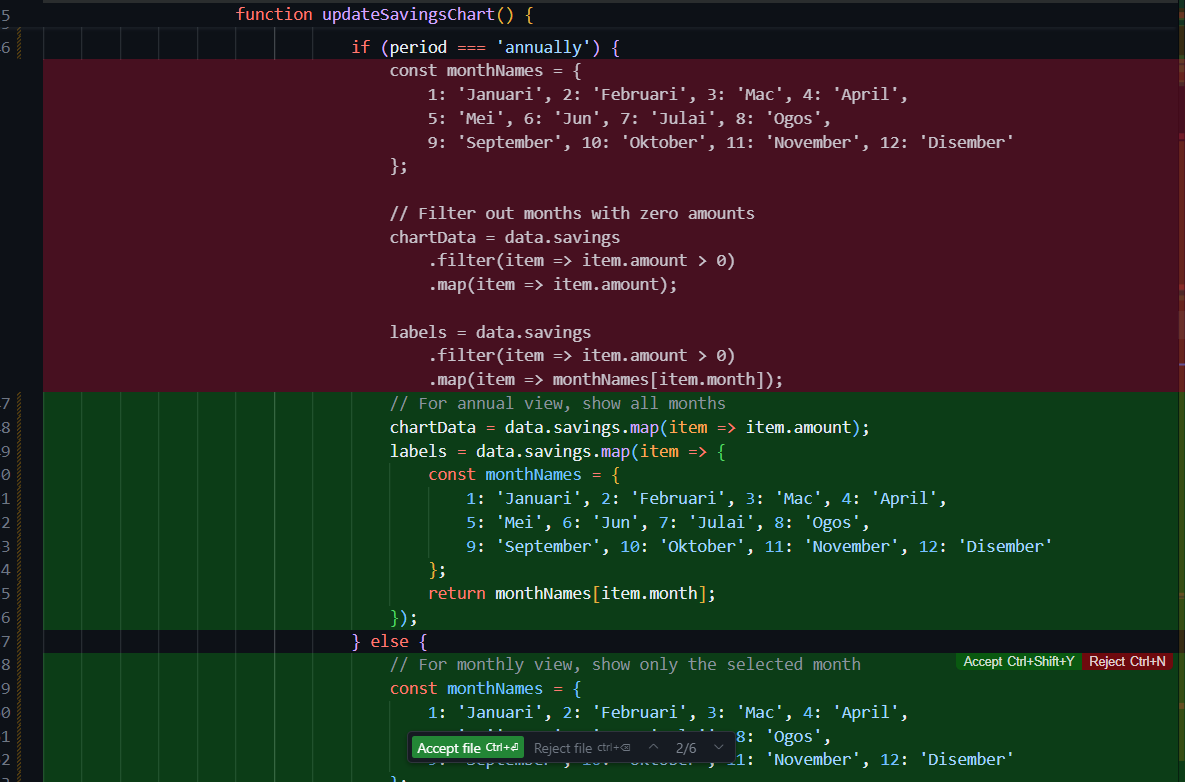 5 function updateSavingsChart() {
6 if (period === 'annually') {
const monthNames = {
1: 'Januari', 2: 'Februari', 3: 'Mac', 4: 'April',
5: 'Mei', 6: 'Jun', 7: 'Julai', 8: 'Ogos',
9: 'September', 10: 'Oktober', 11: 'November', 12: 'Disember'
};
// Filter out months with zero amounts
chartData = data.savings
.filter(item => item.amount > 0)
.map(item => item.amount);
labels = data.savings
.filter(item => item.amount > 0)
.map(item => monthNames[item.month]);
7 // For annual view, show all months
8 chartData = data.savings.map(item => item.amount);
9 labels = data.savings.map(item => {
0 const monthNames = {
1 1: 'Januari', 2: 'Februari', 3: 'Mac', 4: 'April',
2 5: 'Mei', 6: 'Jun', 7: 'Julai', 8: 'Ogos',
3 9: 'September', 10: 'Oktober', 11: 'November', 12: 'Disember'
4 };
5 return monthNames[item.month];
6 });
7 } else {
8 // For monthly view, show only the selected month Accept Ctrl+Shift+Y Reject Ctrl+N
9 const monthNames = {
0 1: 'Januari', 2: 'Februari', 3: 'Mac', 4: 'April',
1 8: 'Ogos',
Accept file Ctrl+⏎ Reject file ctrl+⌫ 2/6
2 'November', 12: 'Disember'
};